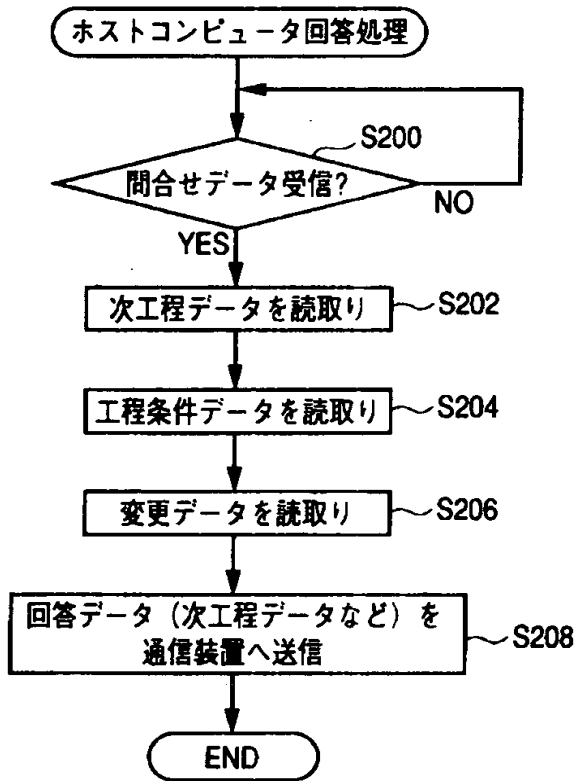 ホストコンピュータ回答処理
S200
問合せデータ受信?
NO
YES
次工程データを読取り
S202
工程条件データを読取り
S204
変更データを読取り
S206
回答データ(次工程データなど)を
通信装置へ送信
S208
END